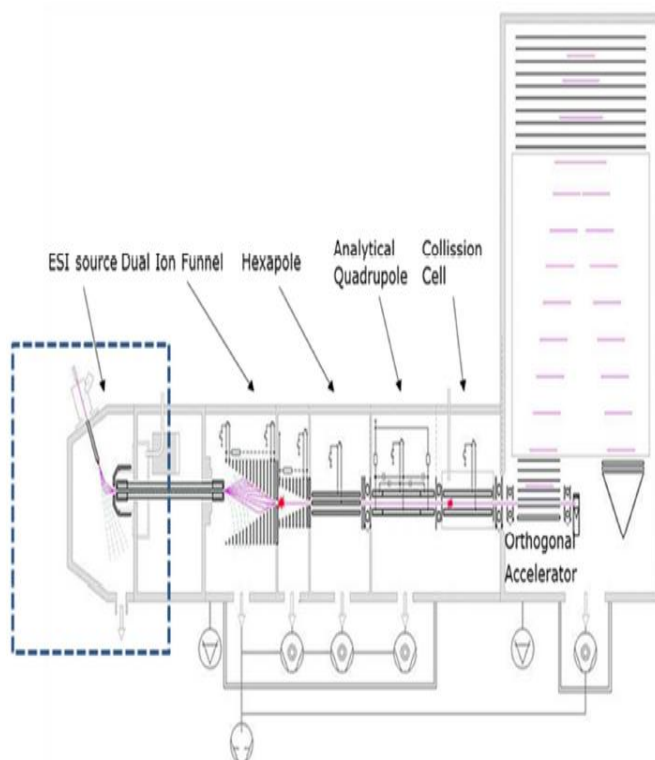 ESI source Dual Ion Funnel Hexapole
Analytical
Quadrupole
Collission
Cell
Orthogonal
Accelerator